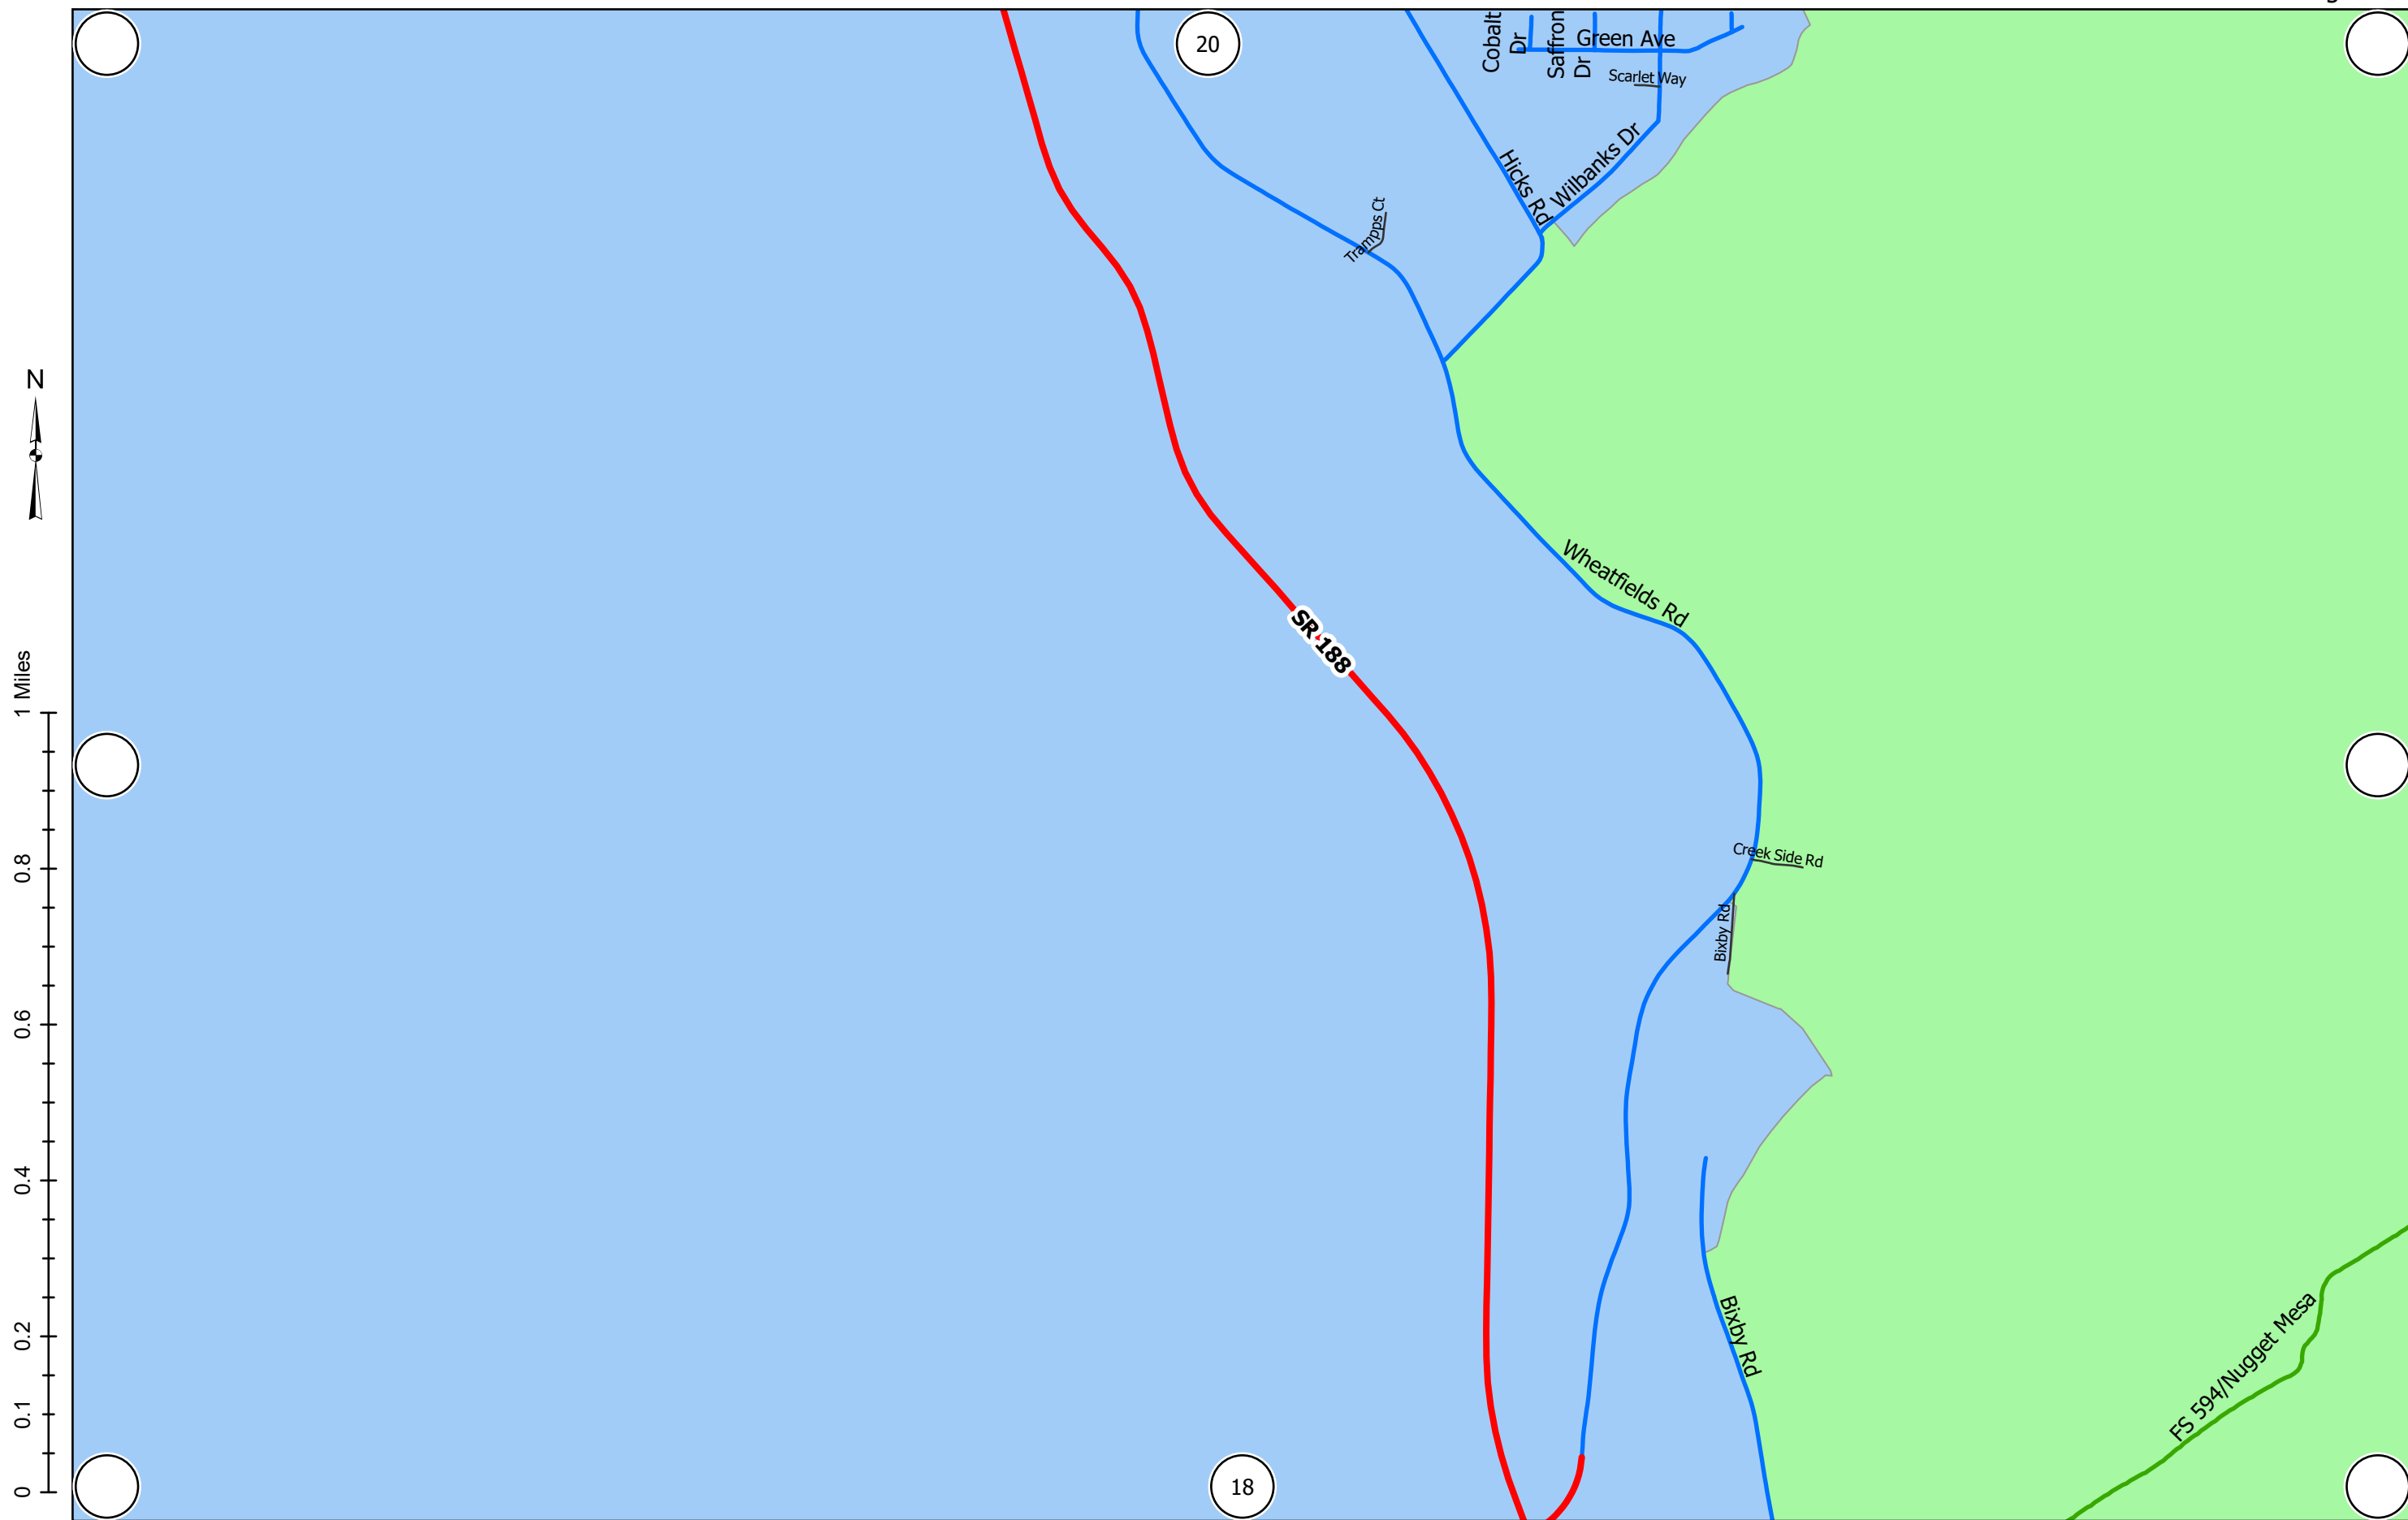 20
Cobalt
Dr
Saffron
Dr
Green Ave
Scarlet Way
Wilbanks Dr
Hicks Rd
Trampps Ct
N
Wheatfields Rd
SR 188
1 Miles
0.8
0.6
0.4
0.2
0.1
0
Creek Side Rd
Bixby Rd
Bixby Rd
FS 594/Nugget Mesa
18